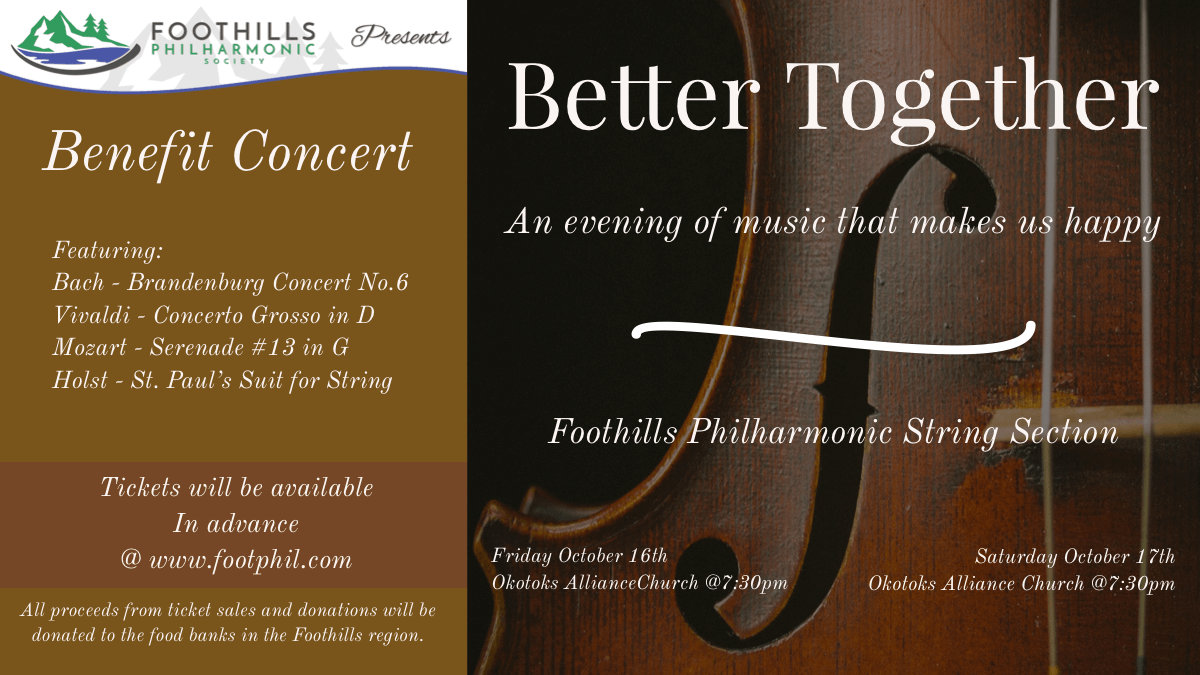 FOOTHILLS
PHILHARMONIC
SOCIETY
Presents
Benefit Concert
Featuring:
Bach - Brandenburg Concert No.6
Vivaldi - Concerto Grosso in D
Mozart - Serenade #13 in G
Holst - St. Paul's Suit for String
Tickets will be available
In advance
@ www.footphil.com
All proceeds from ticket sales and donations will be
donated to the food banks in the Foothills region.
Better Together
An evening of music that makes us happy
Foothills Philharmonic String Section
Friday October 16th
Okotoks AllianceChurch @7:30pm
Saturday October 17th
Okotoks Alliance Church @7:30pm